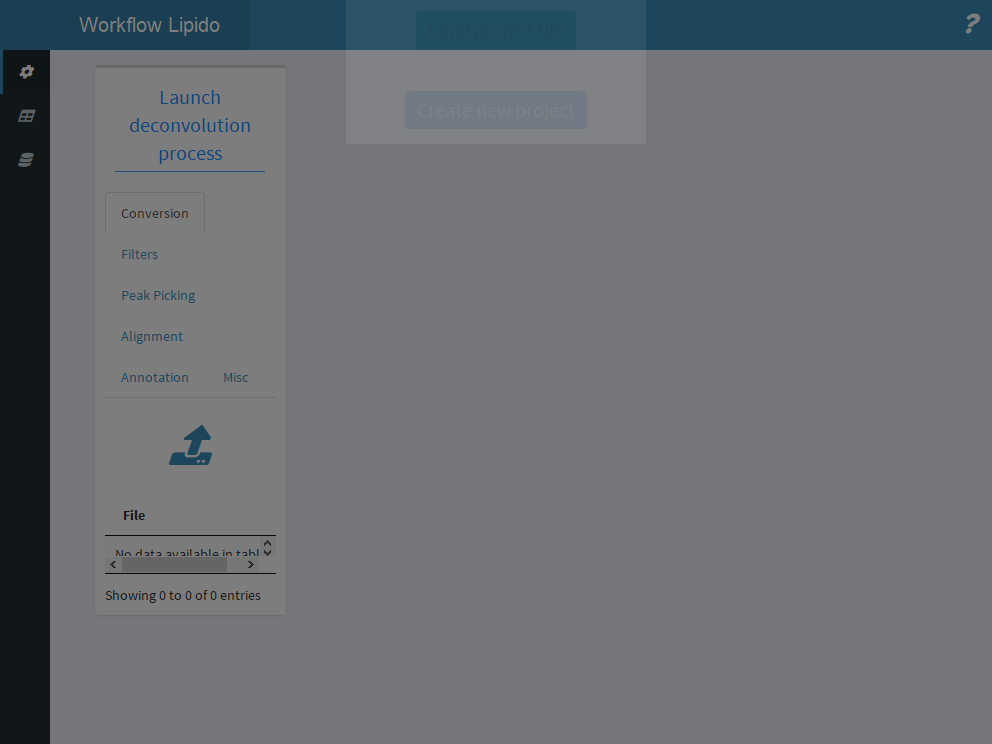 Workflow Lipido
?
Load project file
Create new project
Launch
deconvolution
process
Conversion
Filters
Peak Picking
Alignment
Annotation Misc
File
No data available in tabl
Showing 0 to 0 of 0 entries